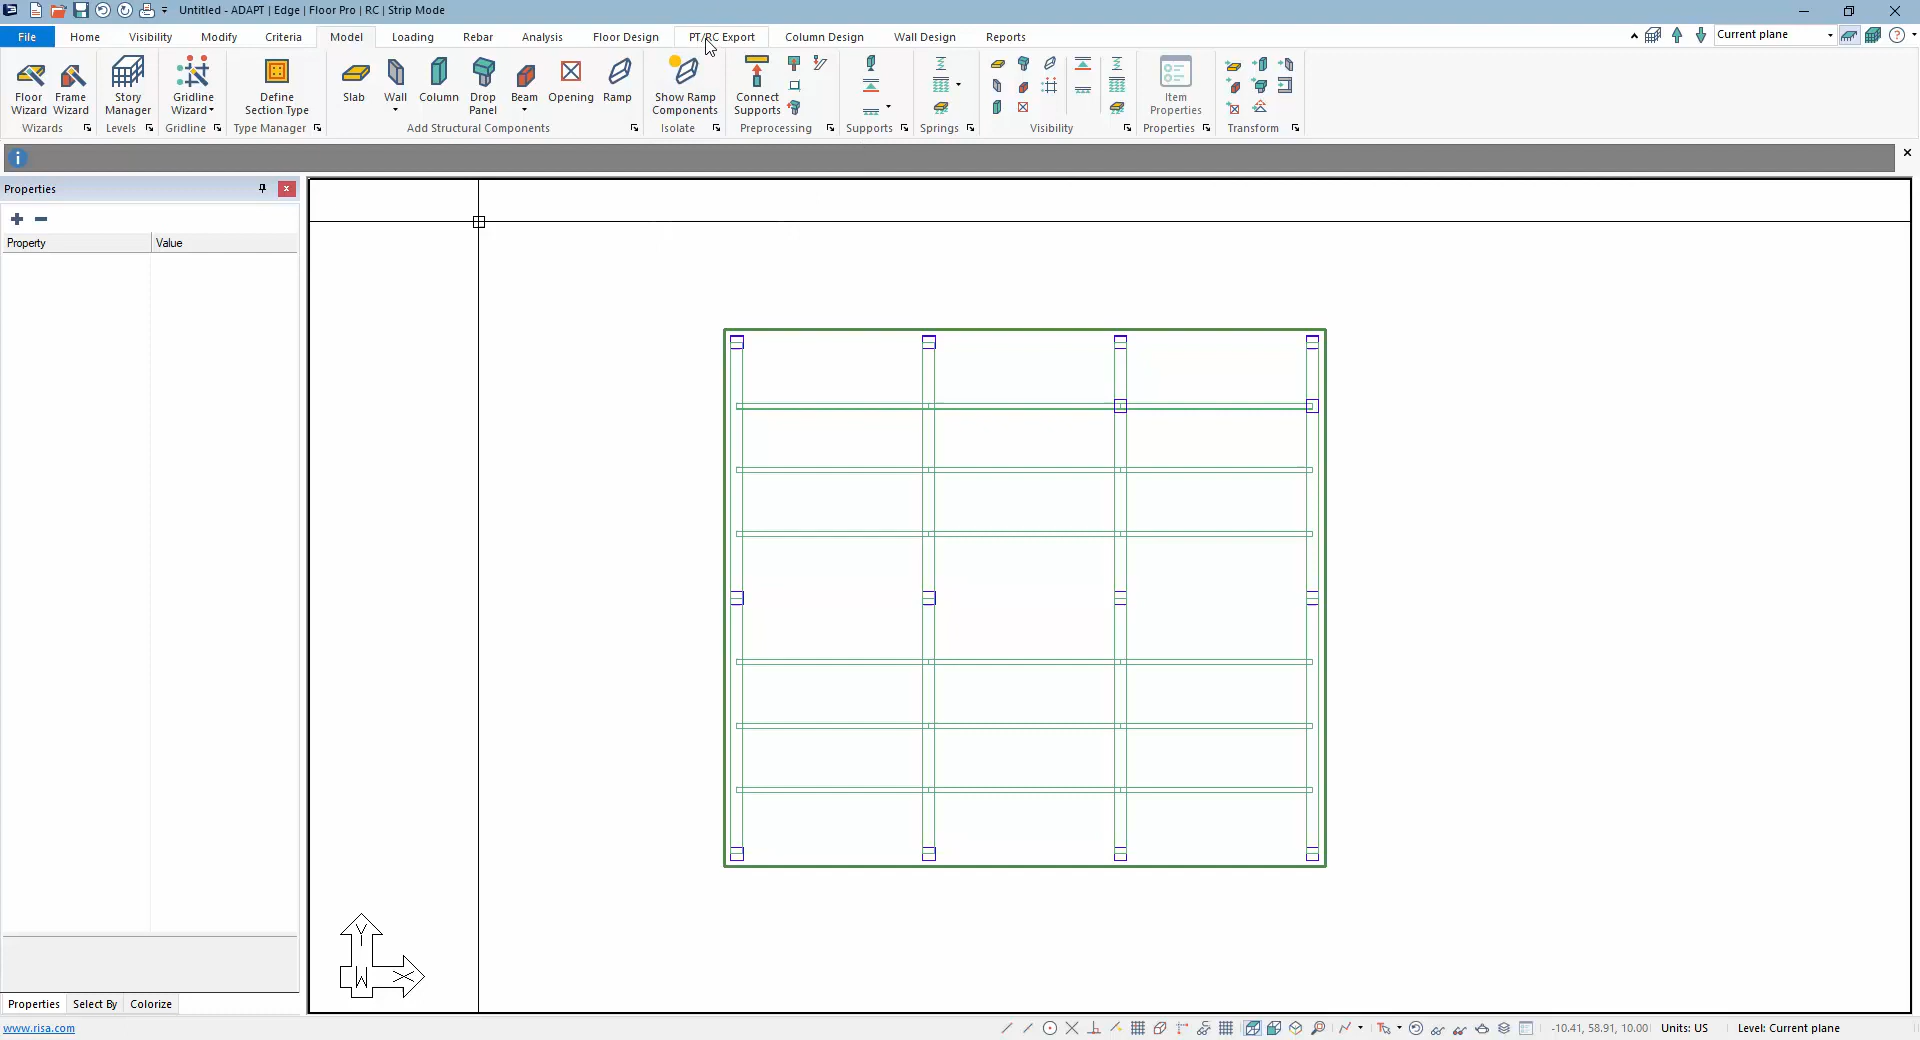 Untitled - ADAPT | Edge | Floor Pro | RC | Strip Mode
File Home Visibility Modify Criteria Model Loading Rebar Analysis Floor Design PT/RC Export Column Design Wall Design Reports Current plane
Floor Wizard Frame Wizard Story Manager Gridline Wizard Define Section Type Slab Wall Column Drop Panel Beam Opening Ramp Show Ramp Components Connect Supports Item Properties
Wizards Levels Gridline Type Manager Add Structural Components Isolate Preprocessing Supports Springs Visibility Properties Transform
Properties
Property Value
Y
W X
Properties Select By Colorize
www.risa.com -10.41, 58.91, 10.00 Units: US Level: Current plane